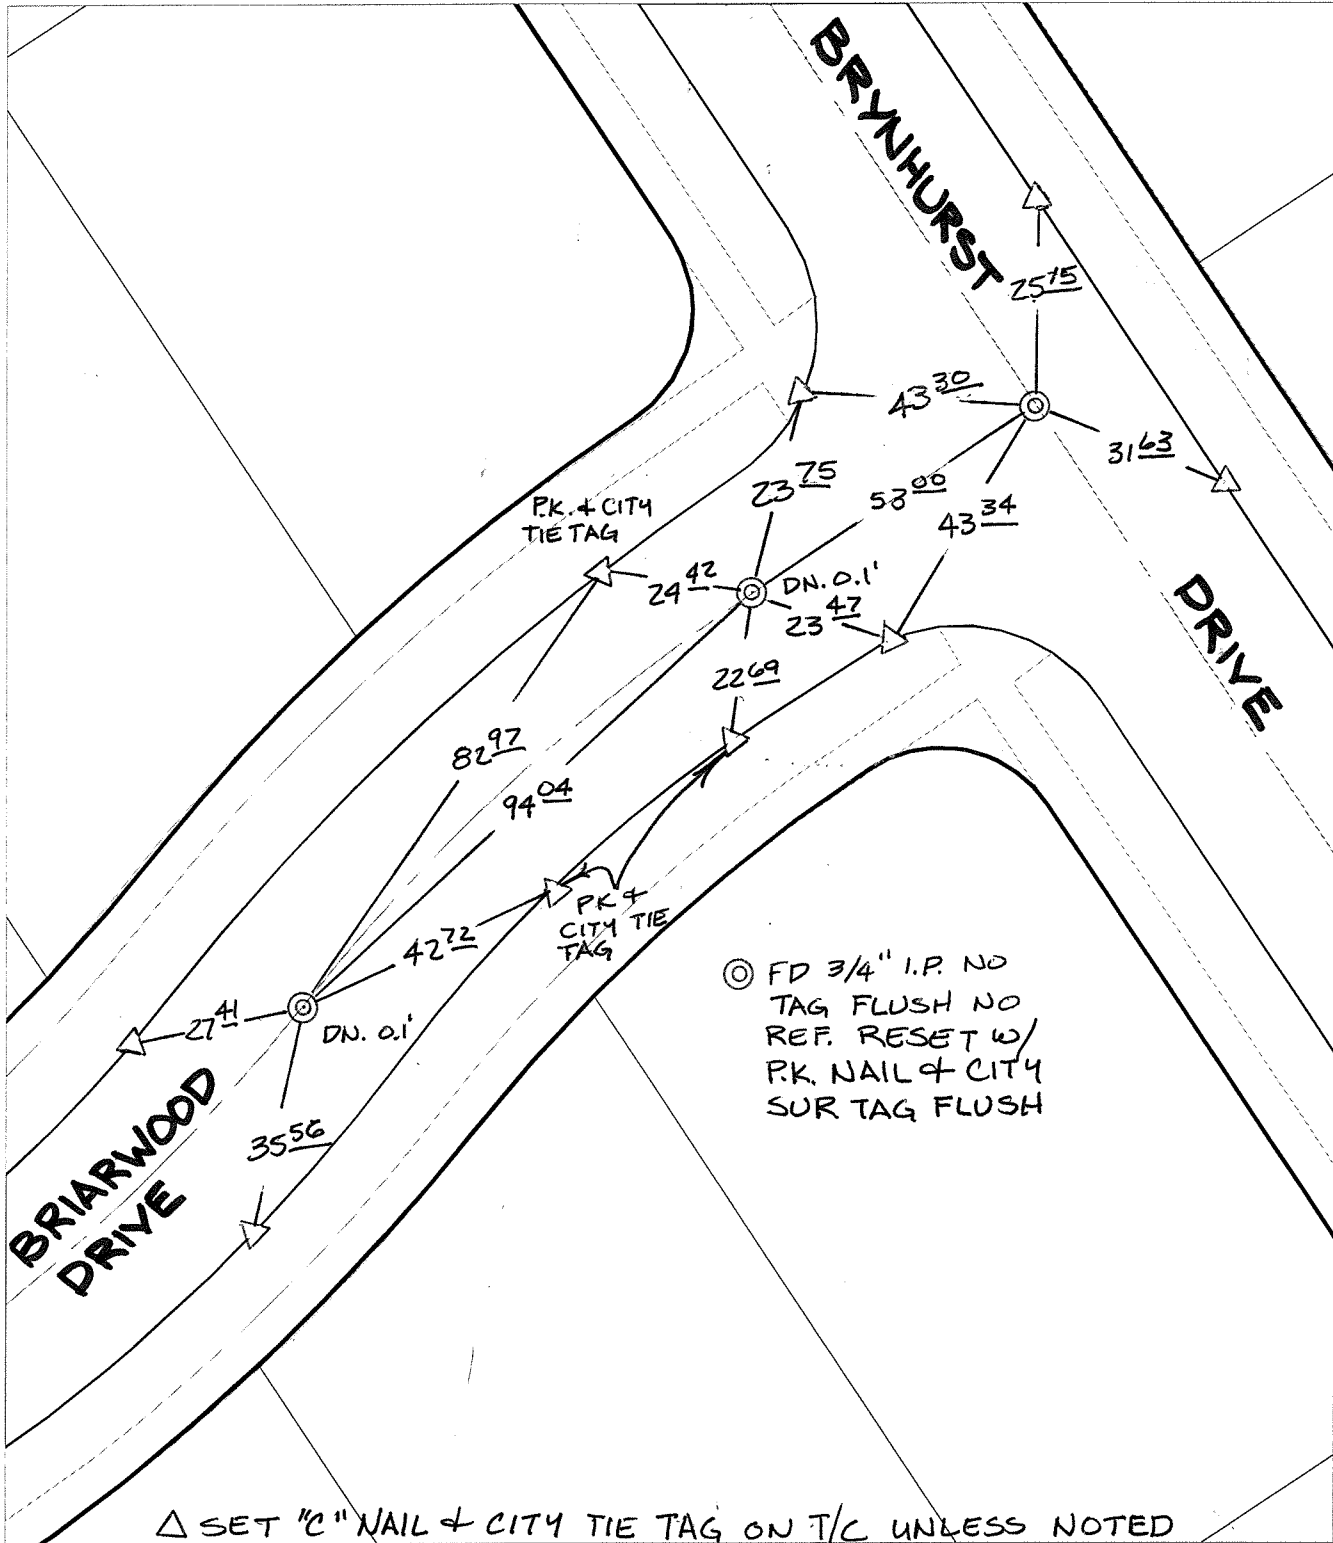 BRYNHURST
DRIVE
25 15
43 30
31 63
23 75
53 00
43 34
P.K. & CITY
TIE TAG
24 42
DN. 0.1'
23 47
22 69
82 97
94 04
42 72
PK &
CITY TIE
TAG
27 41
DN. 0.1'
35 56
BRIARWOOD
DRIVE
FD 3/4" I.P. NO
TAG FLUSH NO
REF. RESET W/
P.K. NAIL & CITY
SUR TAG FLUSH
△ SET "C" NAIL & CITY TIE TAG ON T/C UNLESS NOTED